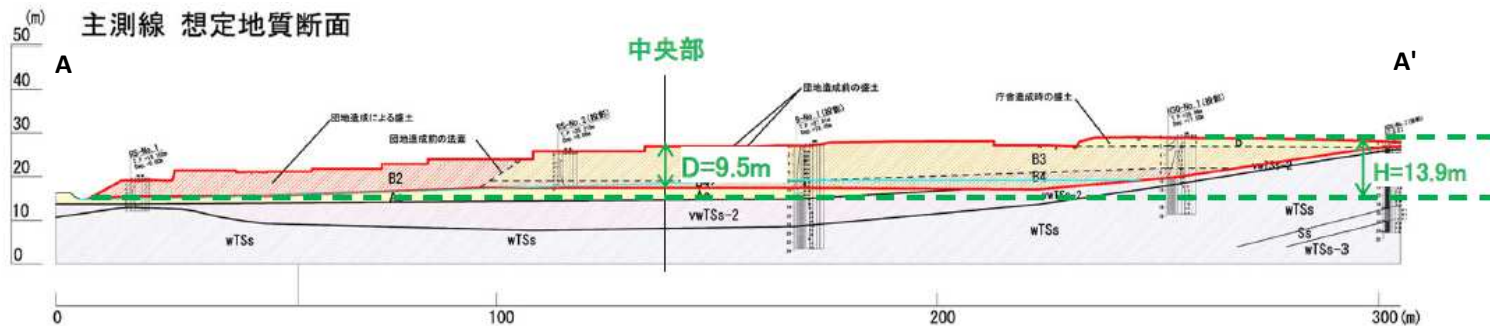 (m)
主測線 想定地質断面
50
中央部
A
A'
40
団地造成前の盛土
庁舎造成時の盛土
団地造成による盛土
団地造成前の法面
30
B3
B2
D=9.5m
B4
vwTSs-2
H=13.9m
20
vwTSs-2
wTSs
10
wTSs
wTSs
wTSs
Ss
wTSs-3
0
0
100
200
300(m)